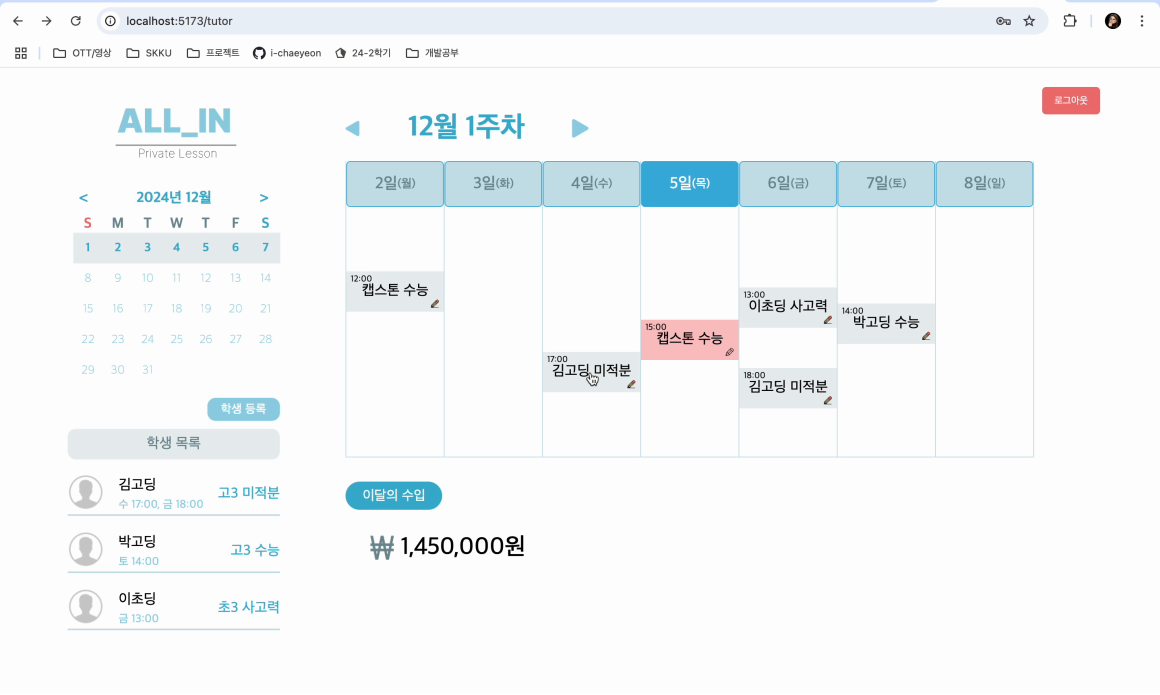 localhost:5173/tutor
OTT/영상 SKKU 프로젝트 i-chaeyeon 24-2학기 개발공부
로그아웃
ALL_IN
Private Lesson
< 2024년 12월 >
S M T W T F S
1 2 3 4 5 6 7
8 9 10 11 12 13 14
15 16 17 18 19 20 21
22 23 24 25 26 27 28
29 30 31
학생 등록
학생 목록
김고딩
수 17:00, 금 18:00
고3 미적분
박고딩
토 14:00
고3 수능
이초딩
금 13:00
초3 사고력
12월 1주차
2일(월) 3일(화) 4일(수) 5일(목) 6일(금) 7일(토) 8일(일)
12:00
캡스톤 수능
17:00
김고딩 미적분
15:00
캡스톤 수능
13:00
이초딩 사고력
18:00
김고딩 미적분
14:00
박고딩 수능
이달의 수입
₩ 1,450,000원